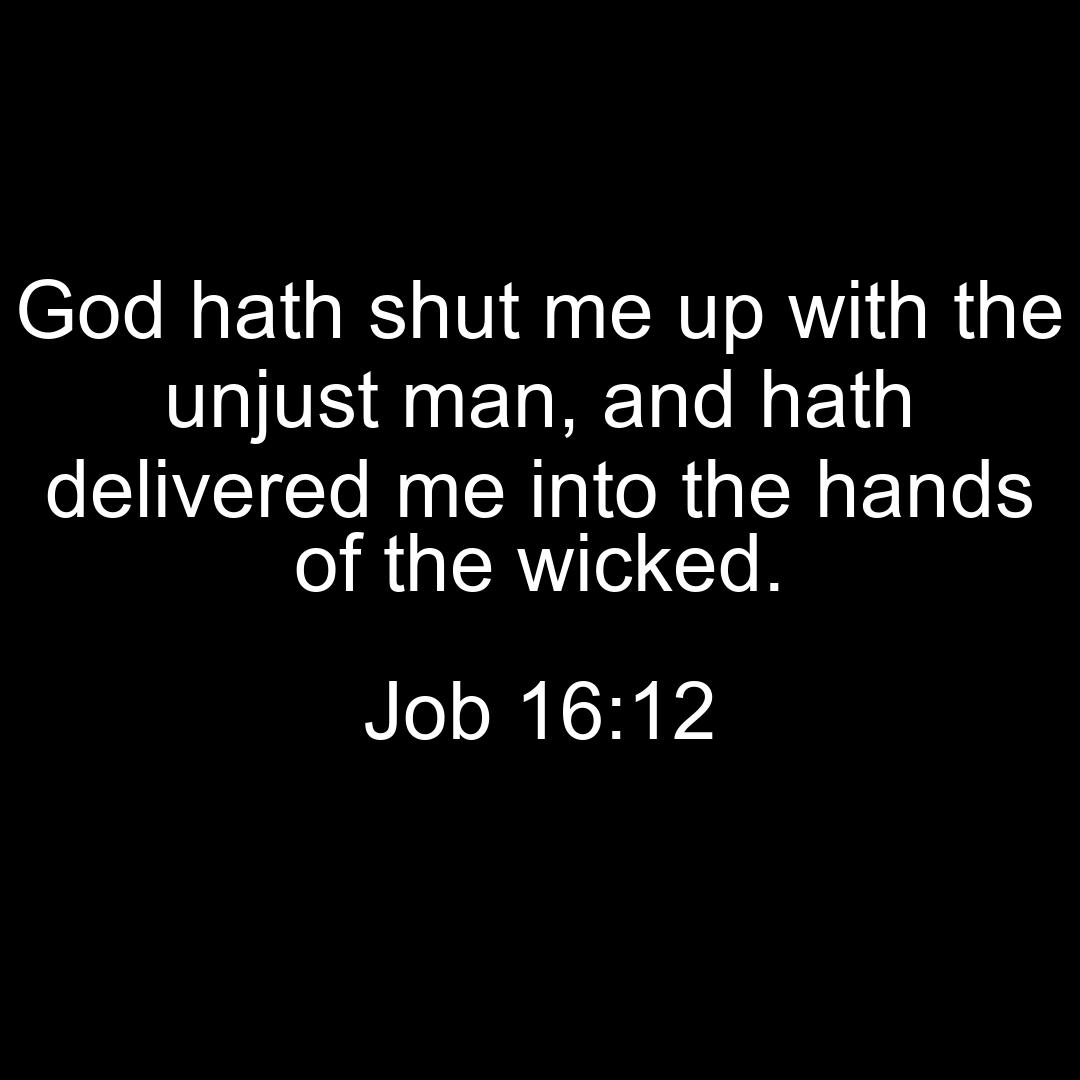 God hath shut me up with the
unjust man, and hath
delivered me into the hands
of the wicked.
Job 16:12